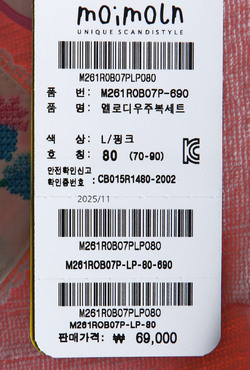 moimoln
UNIQUE SCANDISTYLE
M261ROB07PLP080
품 번: M261ROB07P-690
품 명: 멜로디우주복세트
색 상: L/핑크
호 칭: 80 (70-90)
안전확인신고
확인증번호 : CB015R1480-2002
2025/11
M261ROB07PLP080
M261ROB07P-LP-80-690
M261ROB07PLP080
M261ROB07P-LP-80
판매가격: ₩ 69,000